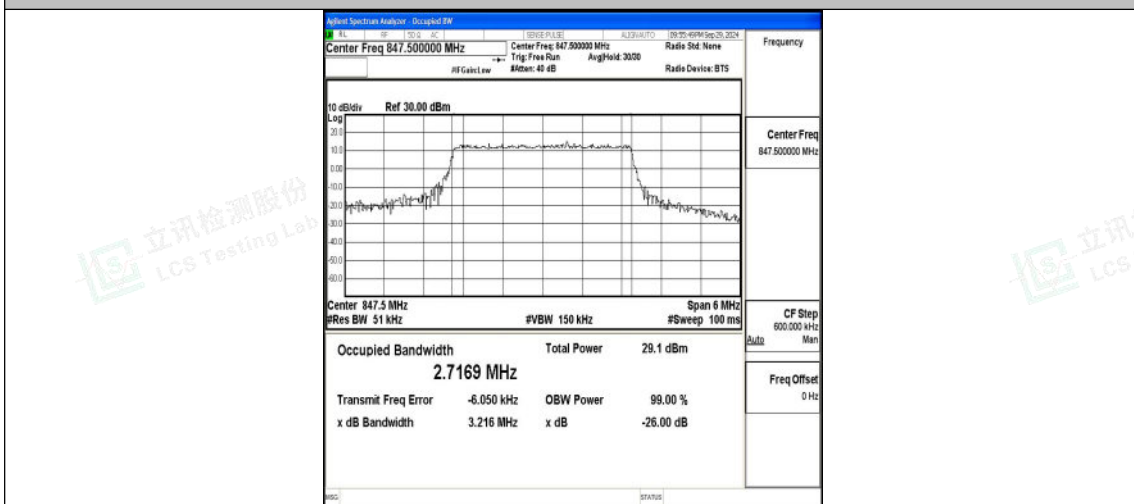 Agilent Spectrum Analyzer - Occupied BW
RL RF 50 Ω AC SENSE:PULSE ALIGNAUTO 09:55:49PM Sep 29, 2024
Center Freq 847.500000 MHz
Center Freq: 847.500000 MHz
Radio Std: None
Trig: Free Run Avg|Hold: 30/30
#IFGain:Low #Atten: 40 dB Radio Device: BTS
10 dB/div Ref 30.00 dBm
Log
20.0
10.0
0.00
-10.0
-20.0
-30.0
-40.0
-50.0
-60.0
Center 847.5 MHz Span 6 MHz
#Res BW 51 kHz #VBW 150 kHz #Sweep 100 ms
Occupied Bandwidth Total Power 29.1 dBm
2.7169 MHz
Transmit Freq Error -6.050 kHz OBW Power 99.00 %
x dB Bandwidth 3.216 MHz x dB -26.00 dB
MSG STATUS
Frequency
Center Freq
847.500000 MHz
CF Step
600.000 kHz
Auto Man
Freq Offset
0 Hz
立讯检测股份
LCS Testing Lab
立讯
LCS